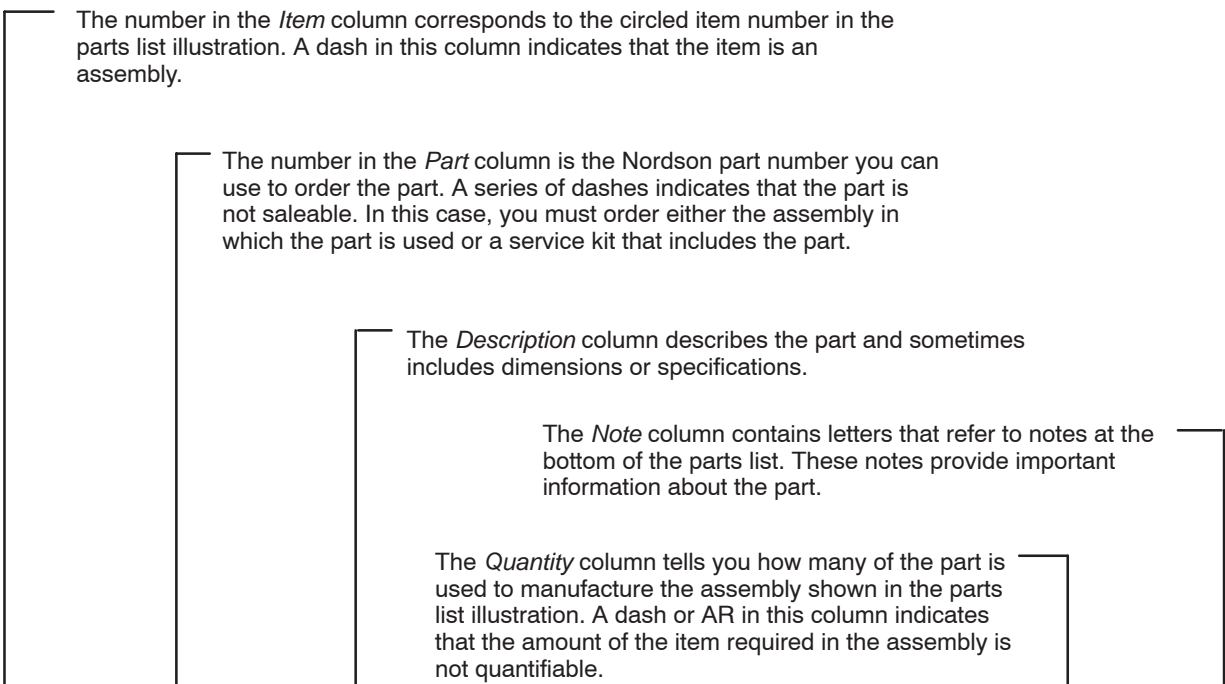 The number in the Item column corresponds to the circled item number in the
parts list illustration. A dash in this column indicates that the item is an
assembly.
The number in the Part column is the Nordson part number you can
use to order the part. A series of dashes indicates that the part is
not saleable. In this case, you must order either the assembly in
which the part is used or a service kit that includes the part.
The Description column describes the part and sometimes
includes dimensions or specifications.
The Note column contains letters that refer to notes at the
bottom of the parts list. These notes provide important
information about the part.
The Quantity column tells you how many of the part is
used to manufacture the assembly shown in the parts
list illustration. A dash or AR in this column indicates
that the amount of the item required in the assembly is
not quantifiable.